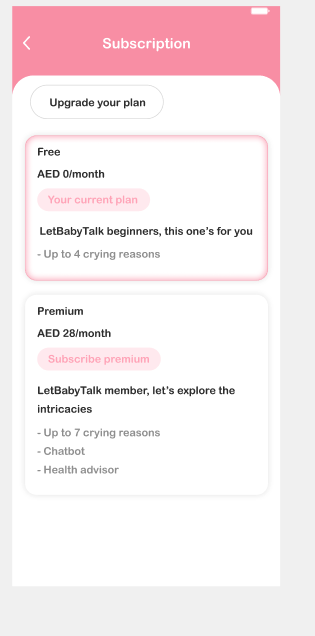 Subscription
Upgrade your plan
Free
AED 0/month
Your current plan
LetBabyTalk beginners, this one's for you
- Up to 4 crying reasons
Premium
AED 28/month
Subscribe premium
LetBabyTalk member, let's explore the
intricacies
- Up to 7 crying reasons
- Chatbot
- Health advisor